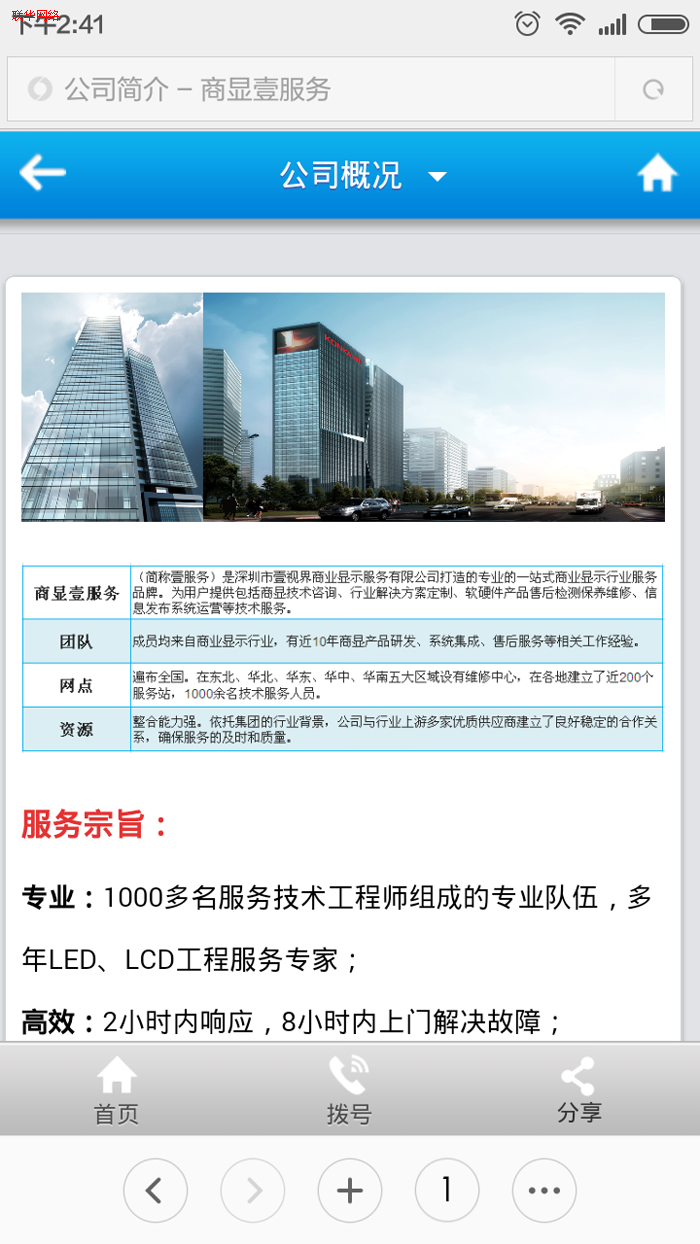 联华网络
下午2:41
公司简介 – 商显壹服务
公司概况
KONKA
商显壹服务
（简称壹服务）是深圳市壹视界商业显示服务有限公司打造的专业的一站式商业显示行业服务
品牌。为用户提供包括商显技术咨询、行业解决方案定制、软硬件产品售后检测保养维修、信
息发布系统运营等技术服务。
团队
成员均来自商业显示行业，有近10年商显产品研发、系统集成、售后服务等相关工作经验。
网点
遍布全国。在东北、华北、华东、华中、华南五大区域设有维修中心，在各地建立了近200个
服务站，1000余名技术服务人员。
资源
整合能力强。依托集团的行业背景，公司与行业上游多家优质供应商建立了良好稳定的合作关
系，确保服务的及时和质量。
服务宗旨：
专业：1000多名服务技术工程师组成的专业队伍，多
年LED、LCD工程服务专家；
高效：2小时内响应，8小时内上门解决故障；
首页
拨号
分享
1